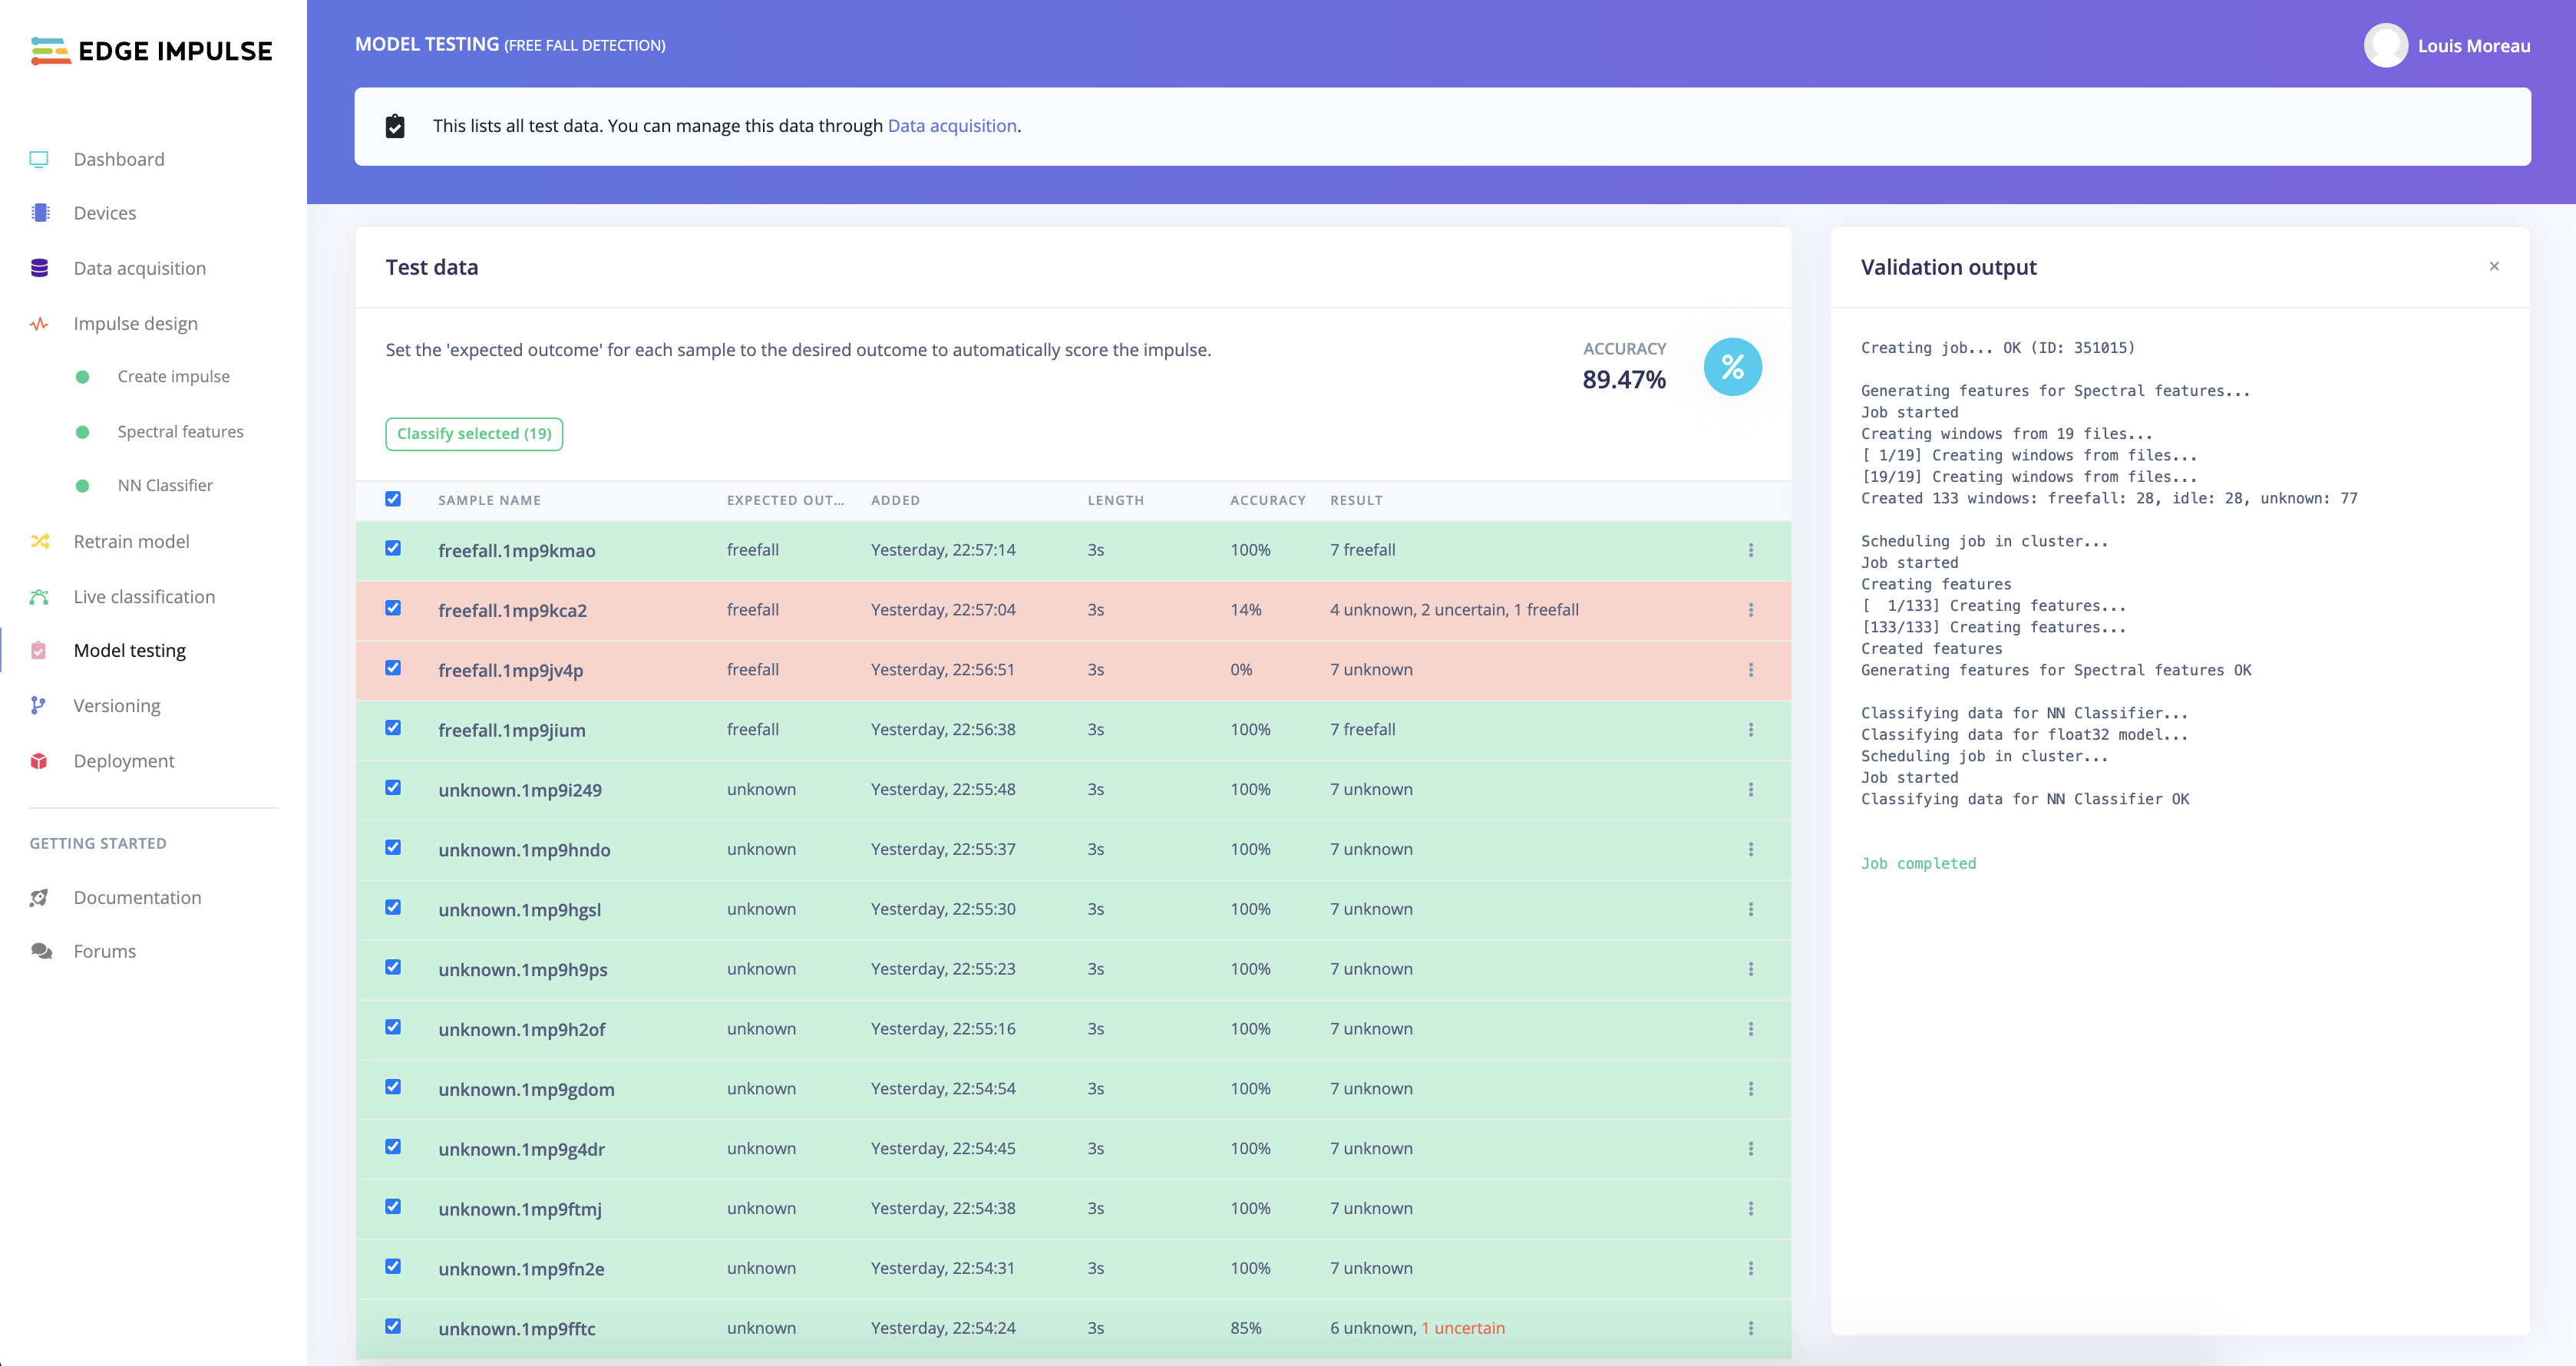 EDGE IMPULSE
Dashboard
Devices
Data acquisition
Impulse design
Create impulse
Spectral features
NN Classifier
Retrain model
Live classification
Model testing
Versioning
Deployment
GETTING STARTED
Documentation
Forums
MODEL TESTING (FREE FALL DETECTION)
Louis Moreau
This lists all test data. You can manage this data through Data acquisition.
Test data
Set the 'expected outcome' for each sample to the desired outcome to automatically score the impulse.
ACCURACY
89.47%
%
Classify selected (19)
SAMPLE NAME EXPECTED OUT... ADDED LENGTH ACCURACY RESULT
freefall.1mp9kmao freefall Yesterday, 22:57:14 3s 100% 7 freefall
freefall.1mp9kca2 freefall Yesterday, 22:57:04 3s 14% 4 unknown, 2 uncertain, 1 freefall
freefall.1mp9jv4p freefall Yesterday, 22:56:51 3s 0% 7 unknown
freefall.1mp9jium freefall Yesterday, 22:56:38 3s 100% 7 freefall
unknown.1mp9i249 unknown Yesterday, 22:55:48 3s 100% 7 unknown
unknown.1mp9hndo unknown Yesterday, 22:55:37 3s 100% 7 unknown
unknown.1mp9hgsl unknown Yesterday, 22:55:30 3s 100% 7 unknown
unknown.1mp9h9ps unknown Yesterday, 22:55:23 3s 100% 7 unknown
unknown.1mp9h2of unknown Yesterday, 22:55:16 3s 100% 7 unknown
unknown.1mp9gdom unknown Yesterday, 22:54:54 3s 100% 7 unknown
unknown.1mp9g4dr unknown Yesterday, 22:54:45 3s 100% 7 unknown
unknown.1mp9ftmj unknown Yesterday, 22:54:38 3s 100% 7 unknown
unknown.1mp9fn2e unknown Yesterday, 22:54:31 3s 100% 7 unknown
unknown.1mp9fftc unknown Yesterday, 22:54:24 3s 85% 6 unknown, 1 uncertain
Validation output ×
Creating job... OK (ID: 351015)
Generating features for Spectral features...
Job started
Creating windows from 19 files...
[ 1/19] Creating windows from files...
[19/19] Creating windows from files...
Created 133 windows: freefall: 28, idle: 28, unknown: 77
Scheduling job in cluster...
Job started
Creating features
[  1/133] Creating features...
[133/133] Creating features...
Created features
Generating features for Spectral features OK
Classifying data for NN Classifier...
Classifying data for float32 model...
Scheduling job in cluster...
Job started
Classifying data for NN Classifier OK
Job completed